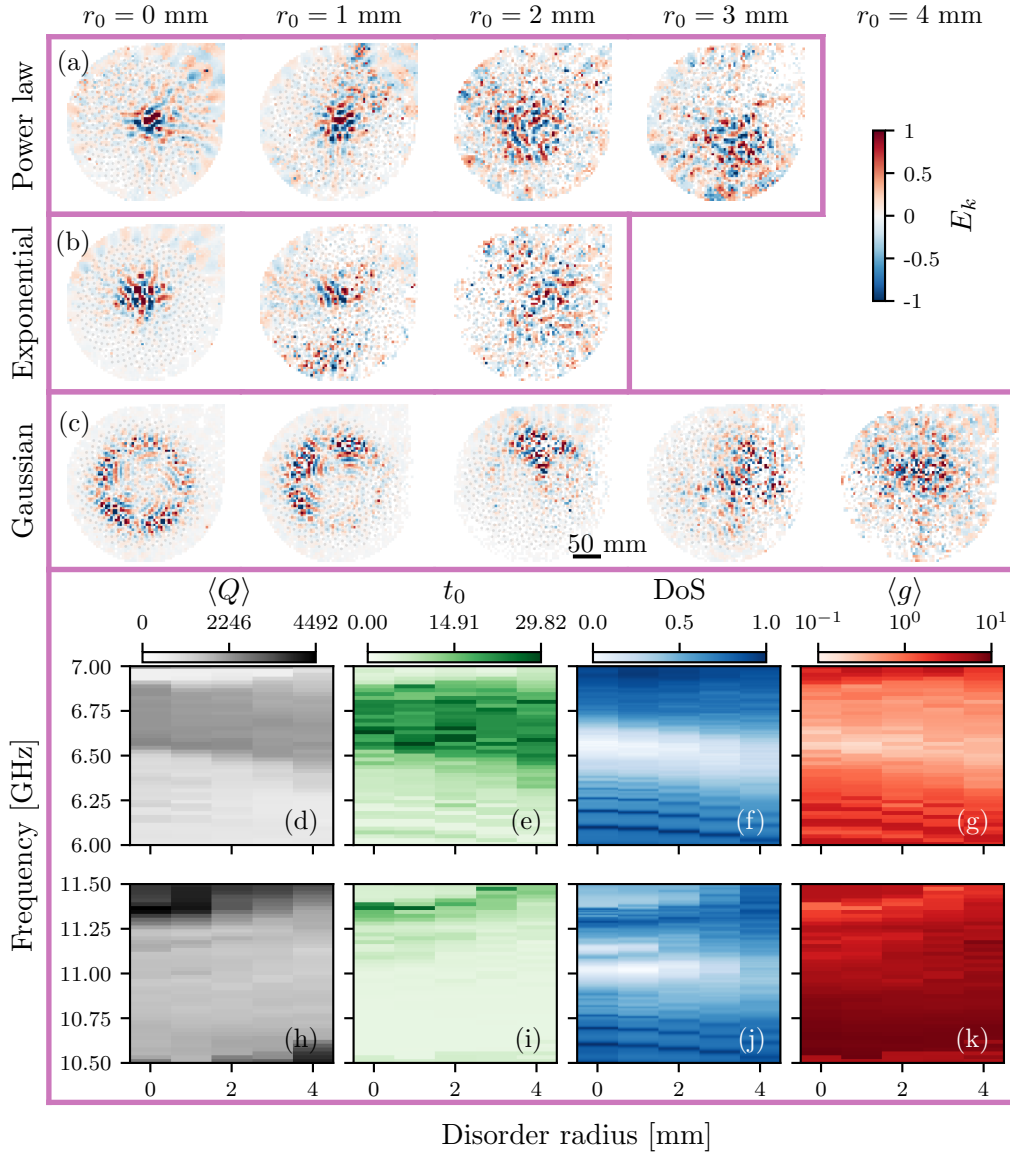 r₀ = 0 mm r₀ = 1 mm r₀ = 2 mm r₀ = 3 mm r₀ = 4 mm
Power law
(a)
1
0.5
0
-0.5
-1
E_k
Exponential
(b)
Gaussian
(c)
50 mm
⟨Q⟩ t₀ DoS ⟨g⟩
0 2246 4492 0.00 14.91 29.82 0.0 0.5 1.0 10⁻¹ 10⁰ 10¹
Frequency [GHz]
7.00
6.75
6.50
6.25
6.00
(d) (e) (f) (g)
11.50
11.25
11.00
10.75
10.50
(h) (i) (j) (k)
0 2 4 0 2 4 0 2 4 0 2 4
Disorder radius [mm]